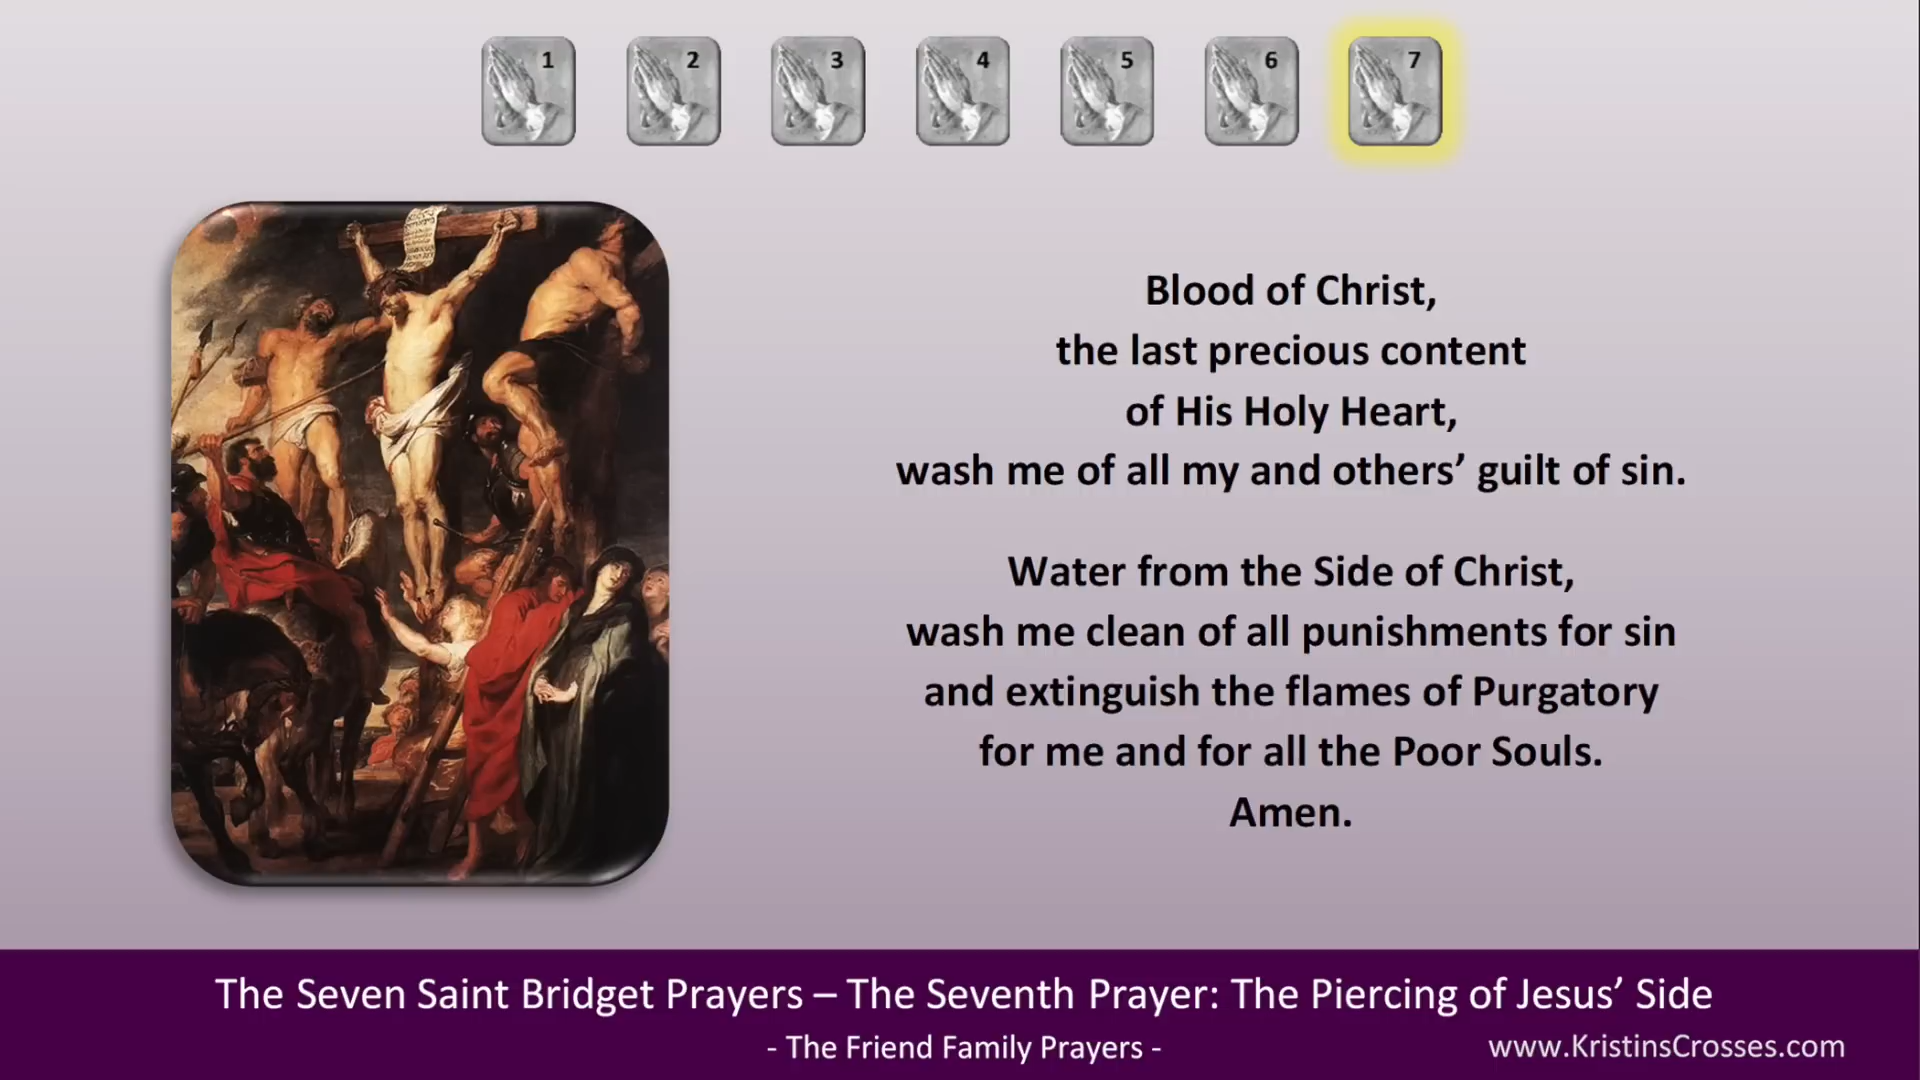 1 2 3 4 5 6 7
Blood of Christ,
the last precious content
of His Holy Heart,
wash me of all my and others’ guilt of sin.
Water from the Side of Christ,
wash me clean of all punishments for sin
and extinguish the flames of Purgatory
for me and for all the Poor Souls.
Amen.
The Seven Saint Bridget Prayers – The Seventh Prayer: The Piercing of Jesus’ Side
- The Friend Family Prayers -
www.KristinsCrosses.com